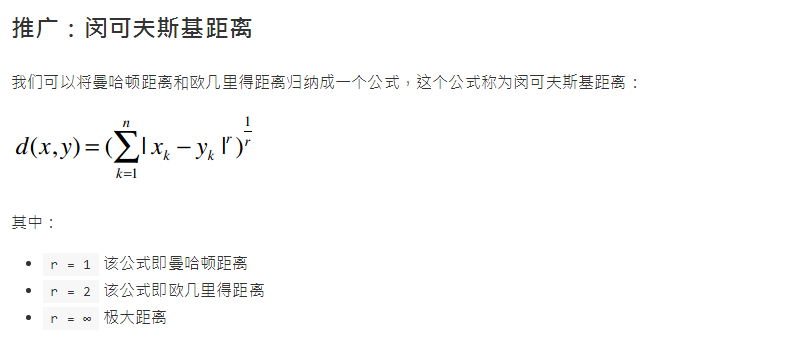 推广：闵可夫斯基距离
我们可以将曼哈顿距离和欧几里得距离归纳成一个公式，这个公式称为闵可夫斯基距离：
d(x,y)=(∑_{k=1}^{n}|x_k-y_k|^r)^{1/r}
其中：
• r = 1 该公式即曼哈顿距离
• r = 2 该公式即欧几里得距离
• r = ∞ 极大距离